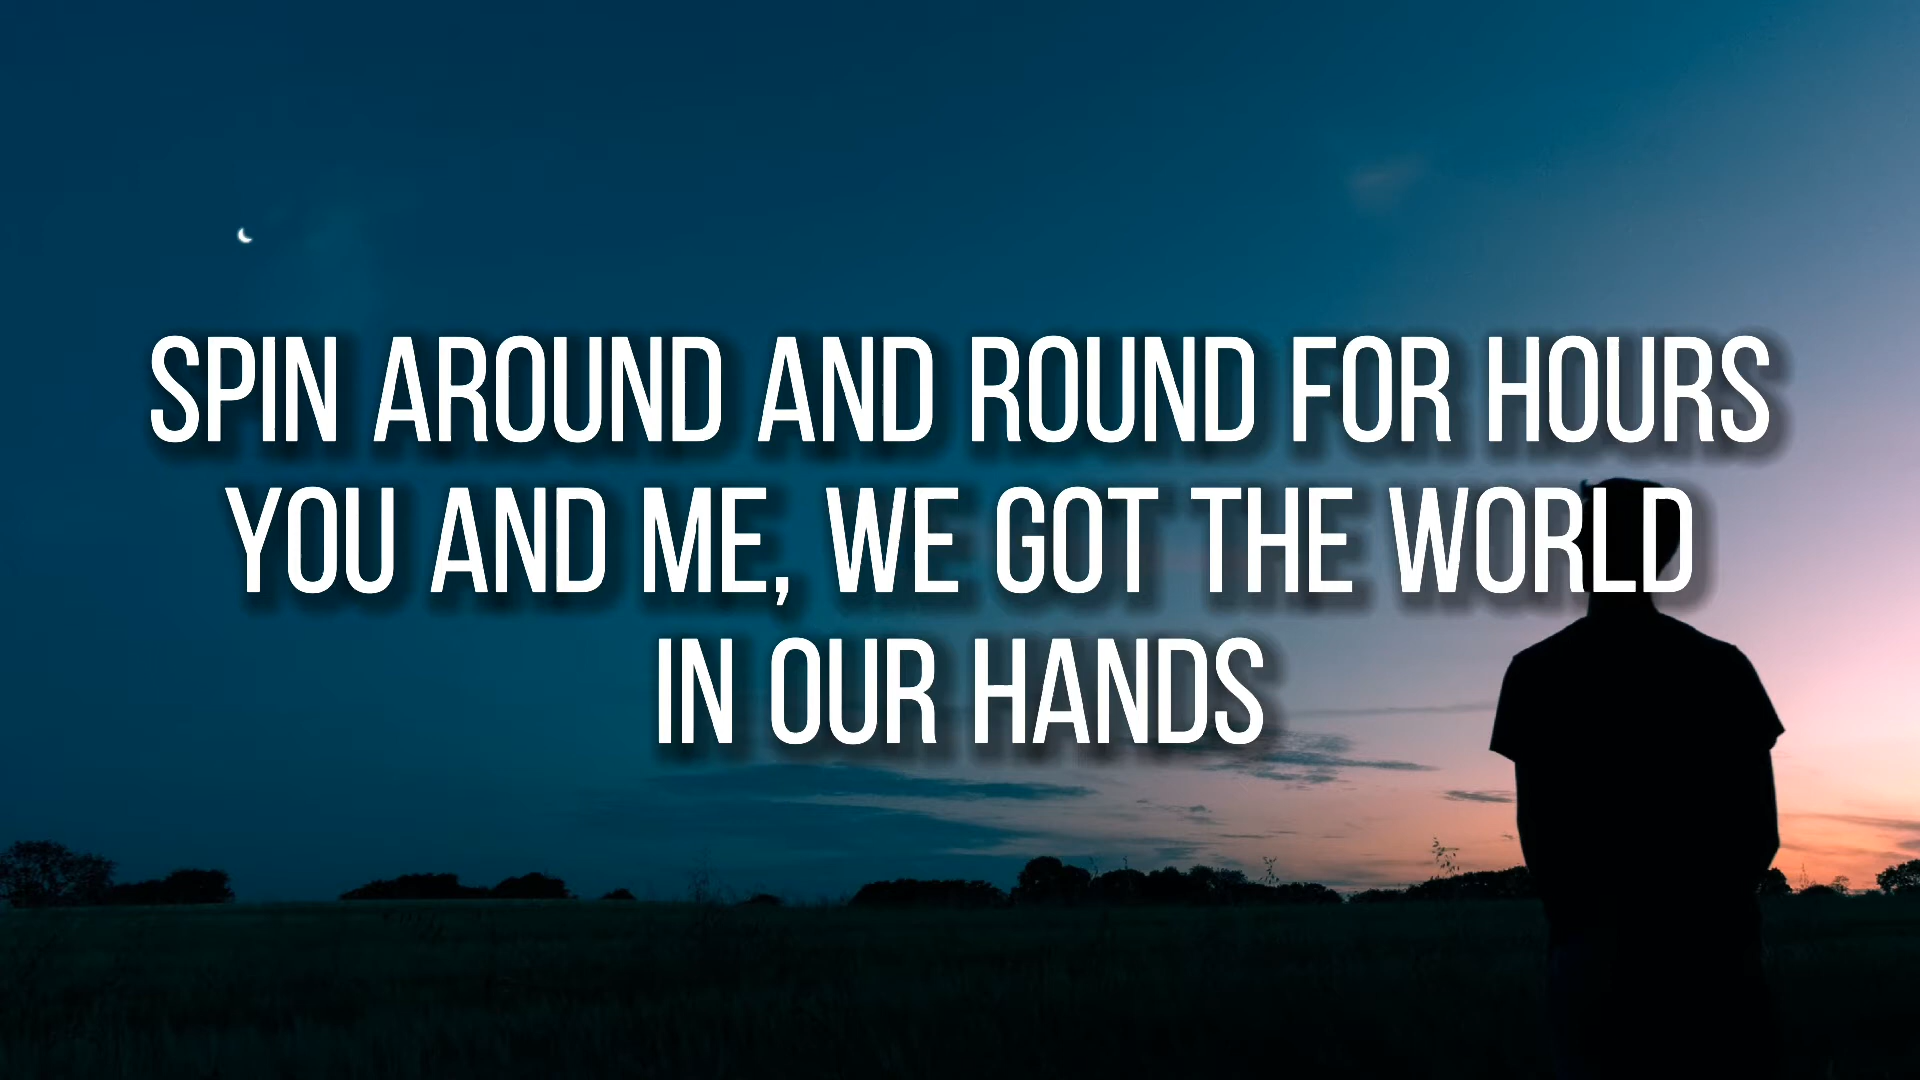 SPIN AROUND AND ROUND FOR HOURS
YOU AND ME, WE GOT THE WORLD
IN OUR HANDS